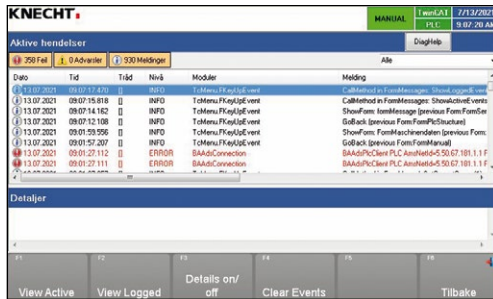 KNECHT.
MANUAL
TwinCAT
PLC
7/13/2021
9:07:20 AM
Aktive hendelser
DiagHelp
358 Feil
0 Advarsler
930 Meldinger
Alle
Dato Tid Tråd Nivå Moduler Melding
13.07.2021 09:07:17.470 [] INFO TcMenu.FKeyUpEvent CallMethod in FormMessages: ShowLoggedEven
13.07.2021 09:07:15.818 [] INFO TcMenu.FKeyUpEvent CallMethod in FormMessages: ShowActiveEvents
13.07.2021 09:07:14.162 [] INFO TcMenu.FKeyUpEvent ShowForm: formMessage (previous Form:FormSer
13.07.2021 09:07:12.108 [] INFO TcMenu.FKeyUpEvent GoBack (previous Form:FormPlcStructure)
13.07.2021 09:01:59.556 [] INFO TcMenu.FKeyUpEvent ShowForm: FormMaschinendaten (previous Form:
13.07.2021 09:01:57.207 [] INFO TcMenu.FKeyUpEvent GoBack (previous Form:FormManual)
13.07.2021 09:01:27.112 [] ERROR BAAdsConnection BAAdsPlcClient PLC AmsNetId=5.50.67.181.1.1 P
13.07.2021 09:01:27.111 [] ERROR BAAdsConnection BAAdsPlcClient PLC AmsNetId=5.50.67.181.1.1 P
Detaljer
F1 F2 F3 F4 F5 F6
View Active
View Logged
Details on/
off
Clear Events
Tilbake